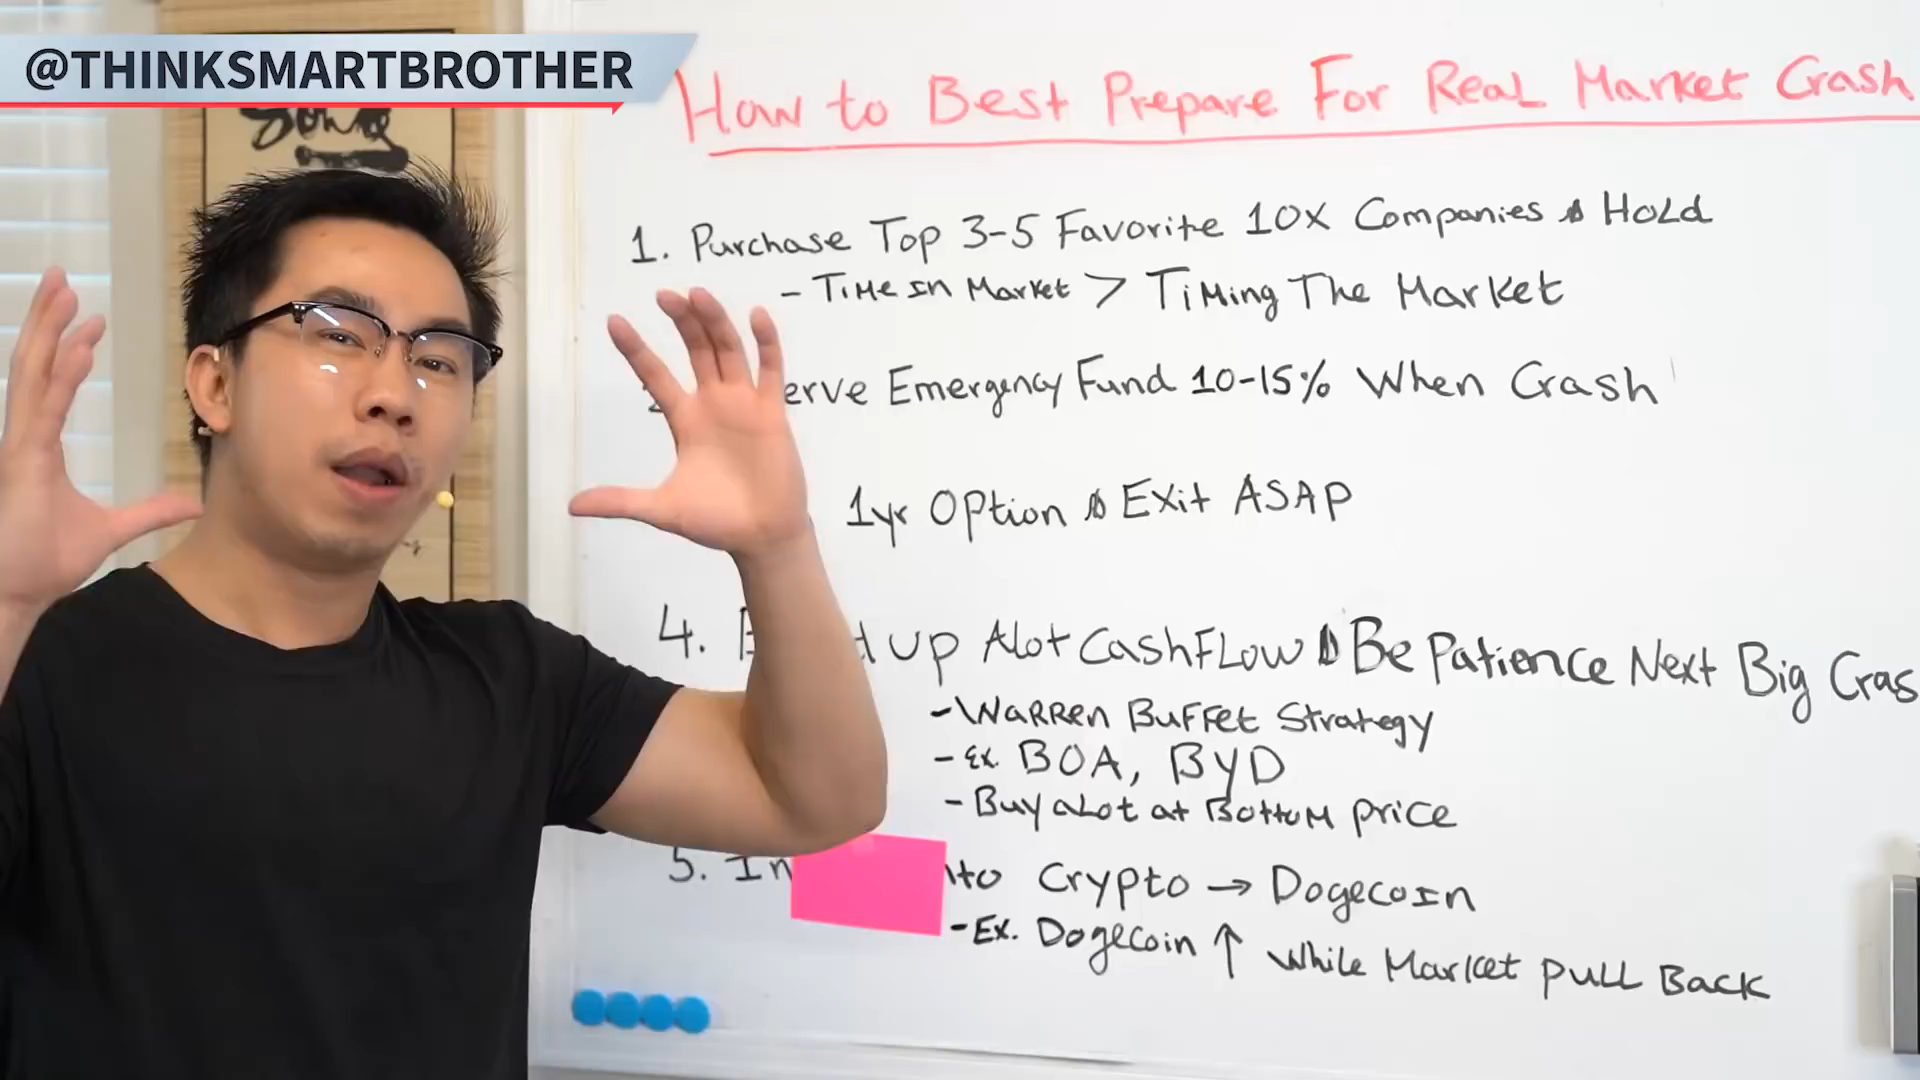 @THINKSMARTBROTHER
How to Best Prepare For Real Market Crash
1. Purchase Top 3-5 Favorite 10x Companies & Hold
- Time In Market > Timing The Market
erve Emergency Fund 10-15% When Crash
1yr Option & Exit ASAP
4. up Alot CashFlow & Be Patience Next Big Cras
- Warren Buffet Strategy
- Ex. BOA, BYD
- Buy alot at Bottom price
5. In to Crypto → Dogecoin
- Ex. Dogecoin ↑ While Market Pull Back